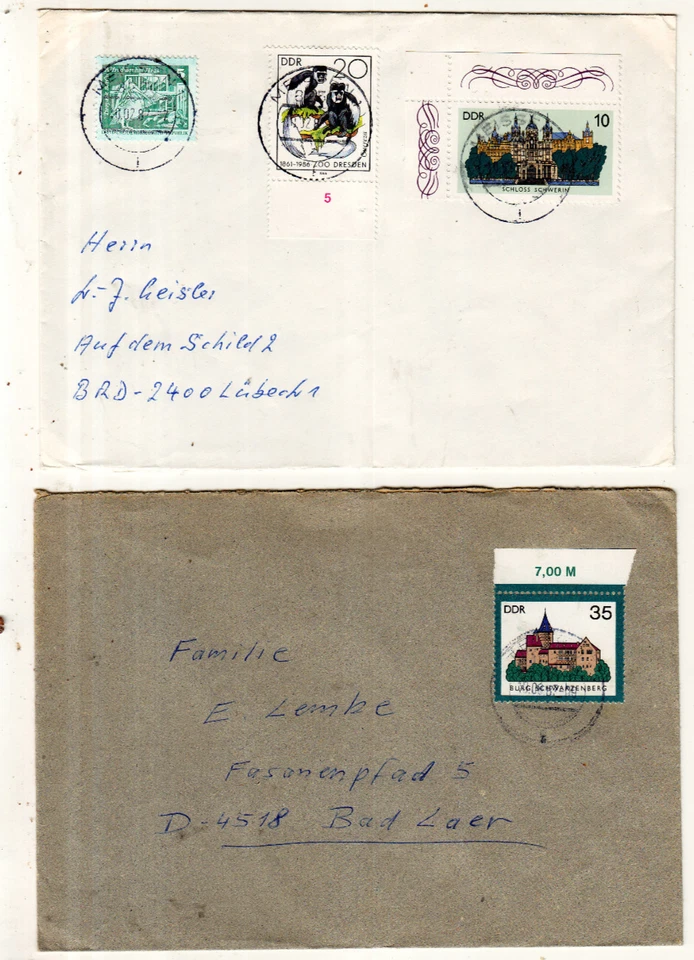 DDR 20
1861-1986 ZOO DRESDEN
5
DDR 10
SCHLOSS SCHWERIN
Herrn
Auf dem Schild 2
BRD-2400 Lübeck 1
7,00 M
DDR 35
BURG SCHWARZENBERG
Familie
E Lembe
Fasanenpfad 5
D-4518 Bad Laer